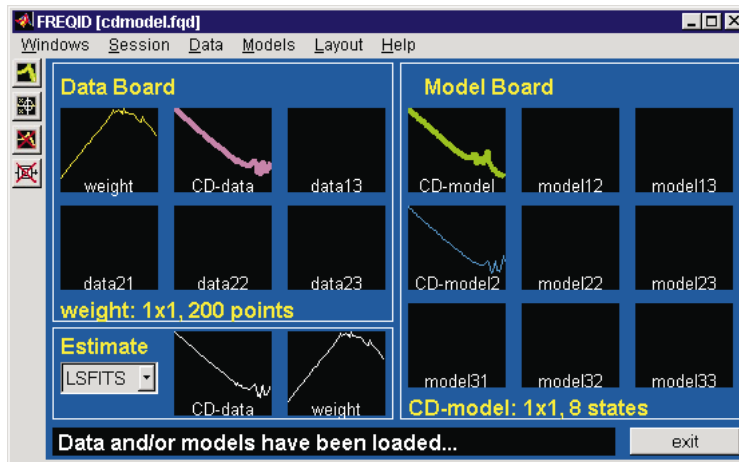 FREQID [cdmodel.fqd]
Windows Session Data Models Layout Help
Data Board
weight CD-data data13
data21 data22 data23
weight: 1x1, 200 points
Estimate
LSFITS
CD-data weight
Model Board
CD-model model12 model13
CD-model2 model22 model23
model31 model32 model33
CD-model: 1x1, 8 states
Data and/or models have been loaded...
exit